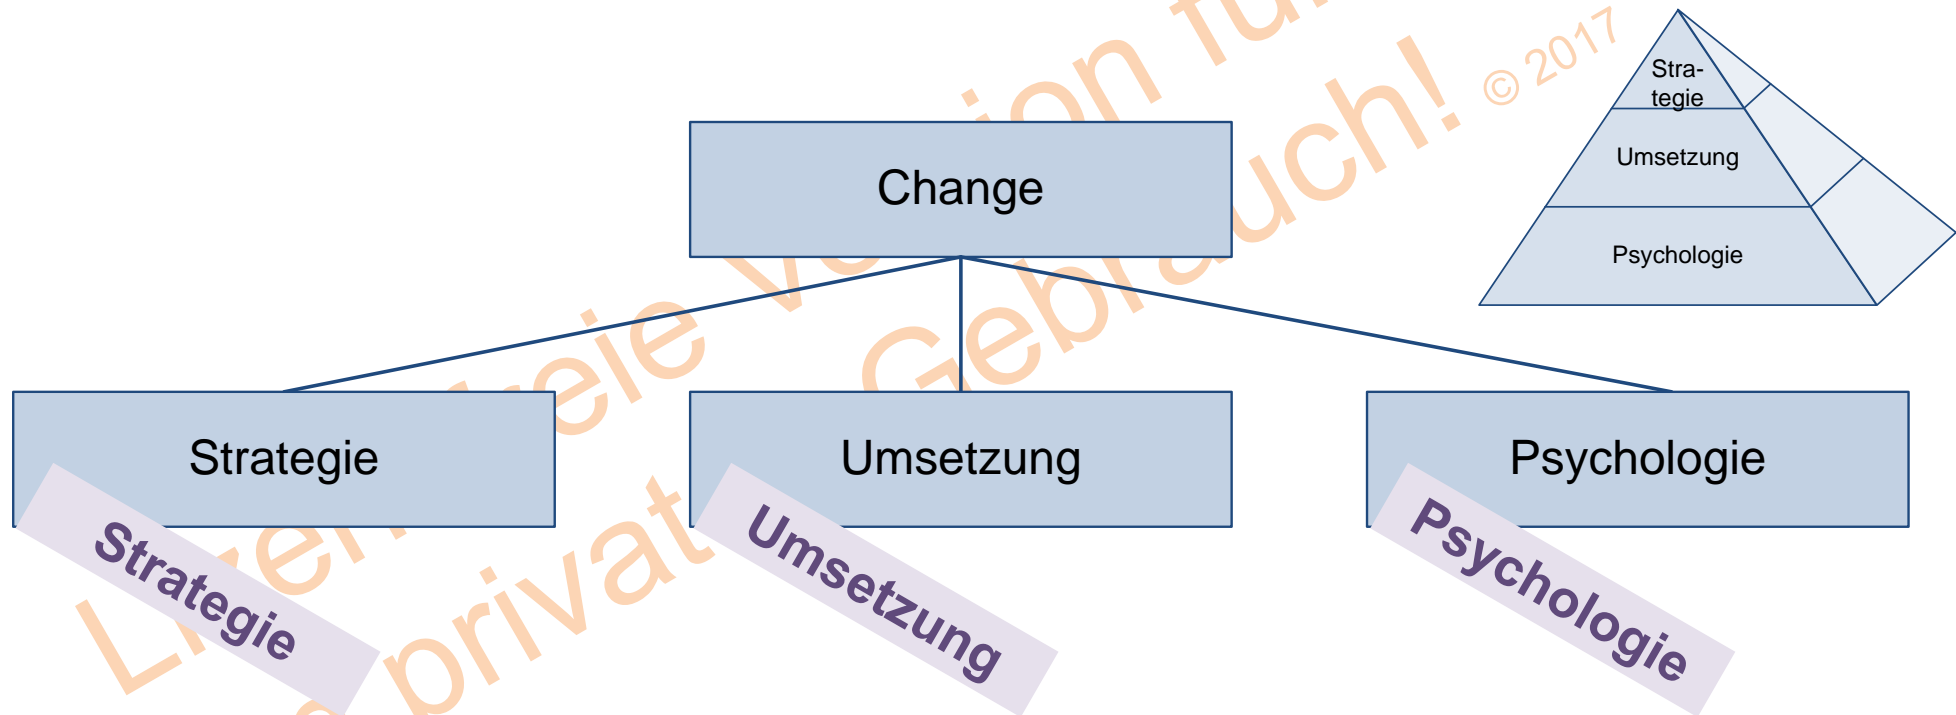 © 2017
Stra-
tegie
Umsetzung
Psychologie
Change
Strategie
Umsetzung
Psychologie
Strategie
Umsetzung
Psychologie
Gebrauch!
privat